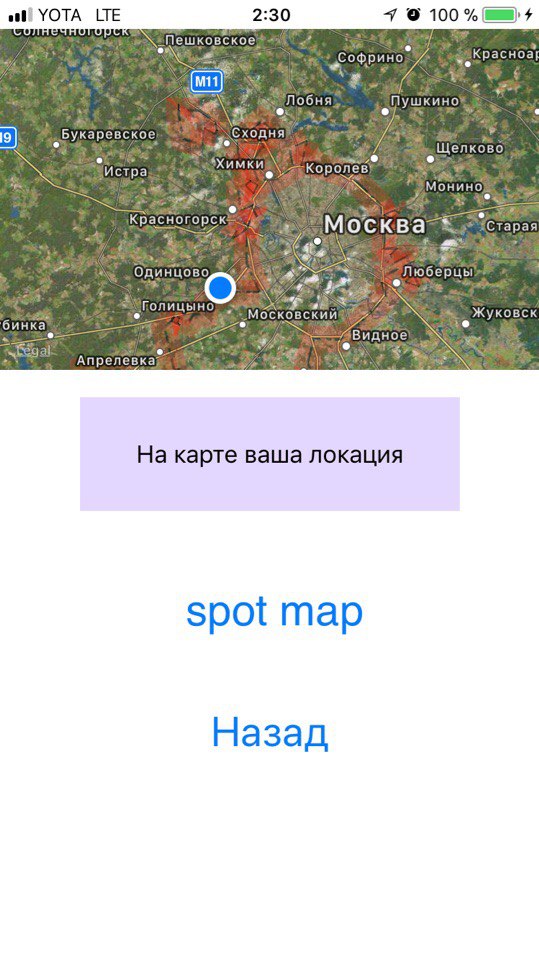 YOTA LTE 2:30 100 %
Солнечногорск
Пешковское
Софрино
Красноар
M11
Лобня
Пушкино
Букаревское
Сходня
Щелково
Истра
Химки
Королев
Монино
Красногорск
Москва
Старая
Одинцово
Люберцы
Голицыно
Московский
Жуковск
бинка
Видное
Legal
Апрелевка
На карте ваша локация
spot map
Назад